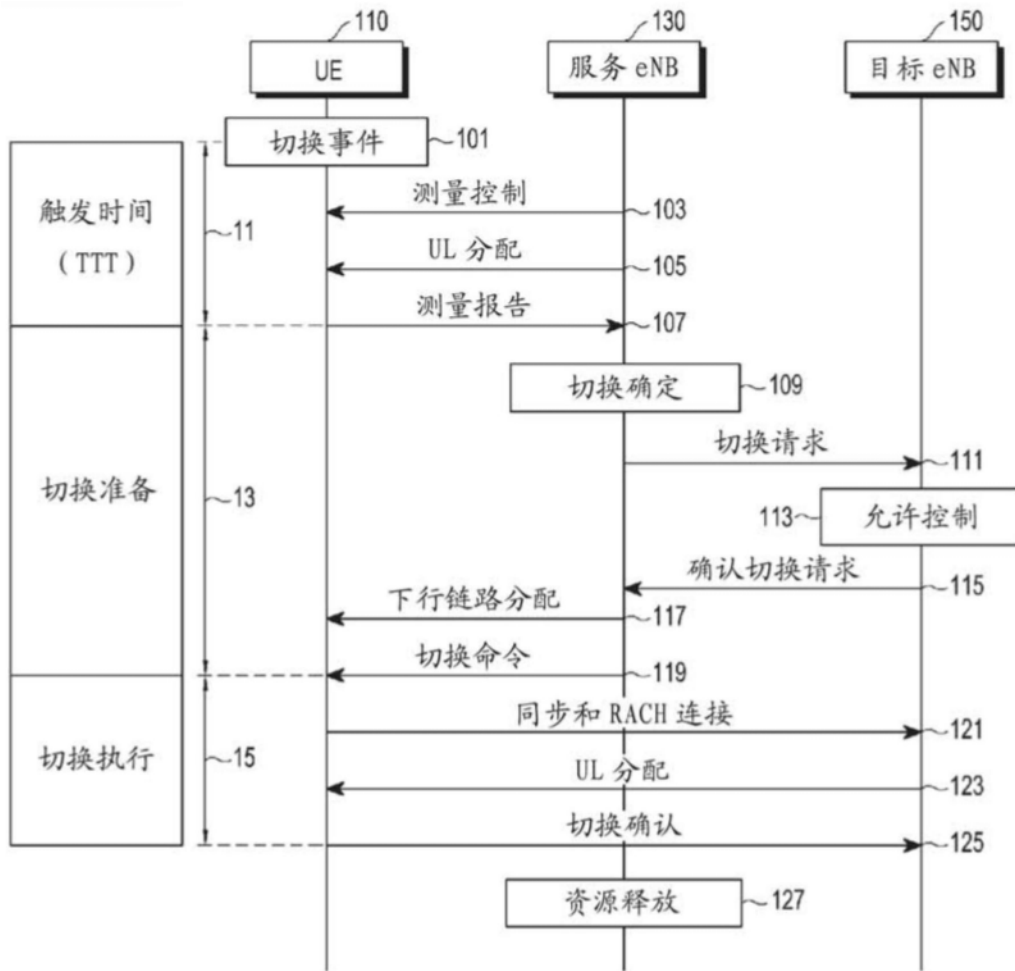 110
130
150
UE
服务 eNB
目标 eNB
切换事件
101
测量控制
103
触发时间
(TTT)
11
UL 分配
105
测量报告
107
切换确定
109
切换请求
111
切换准备
13
113
允许控制
确认切换请求
115
下行链路分配
117
切换命令
119
同步和 RACH 连接
121
切换执行
15
UL 分配
123
切换确认
125
资源释放
127